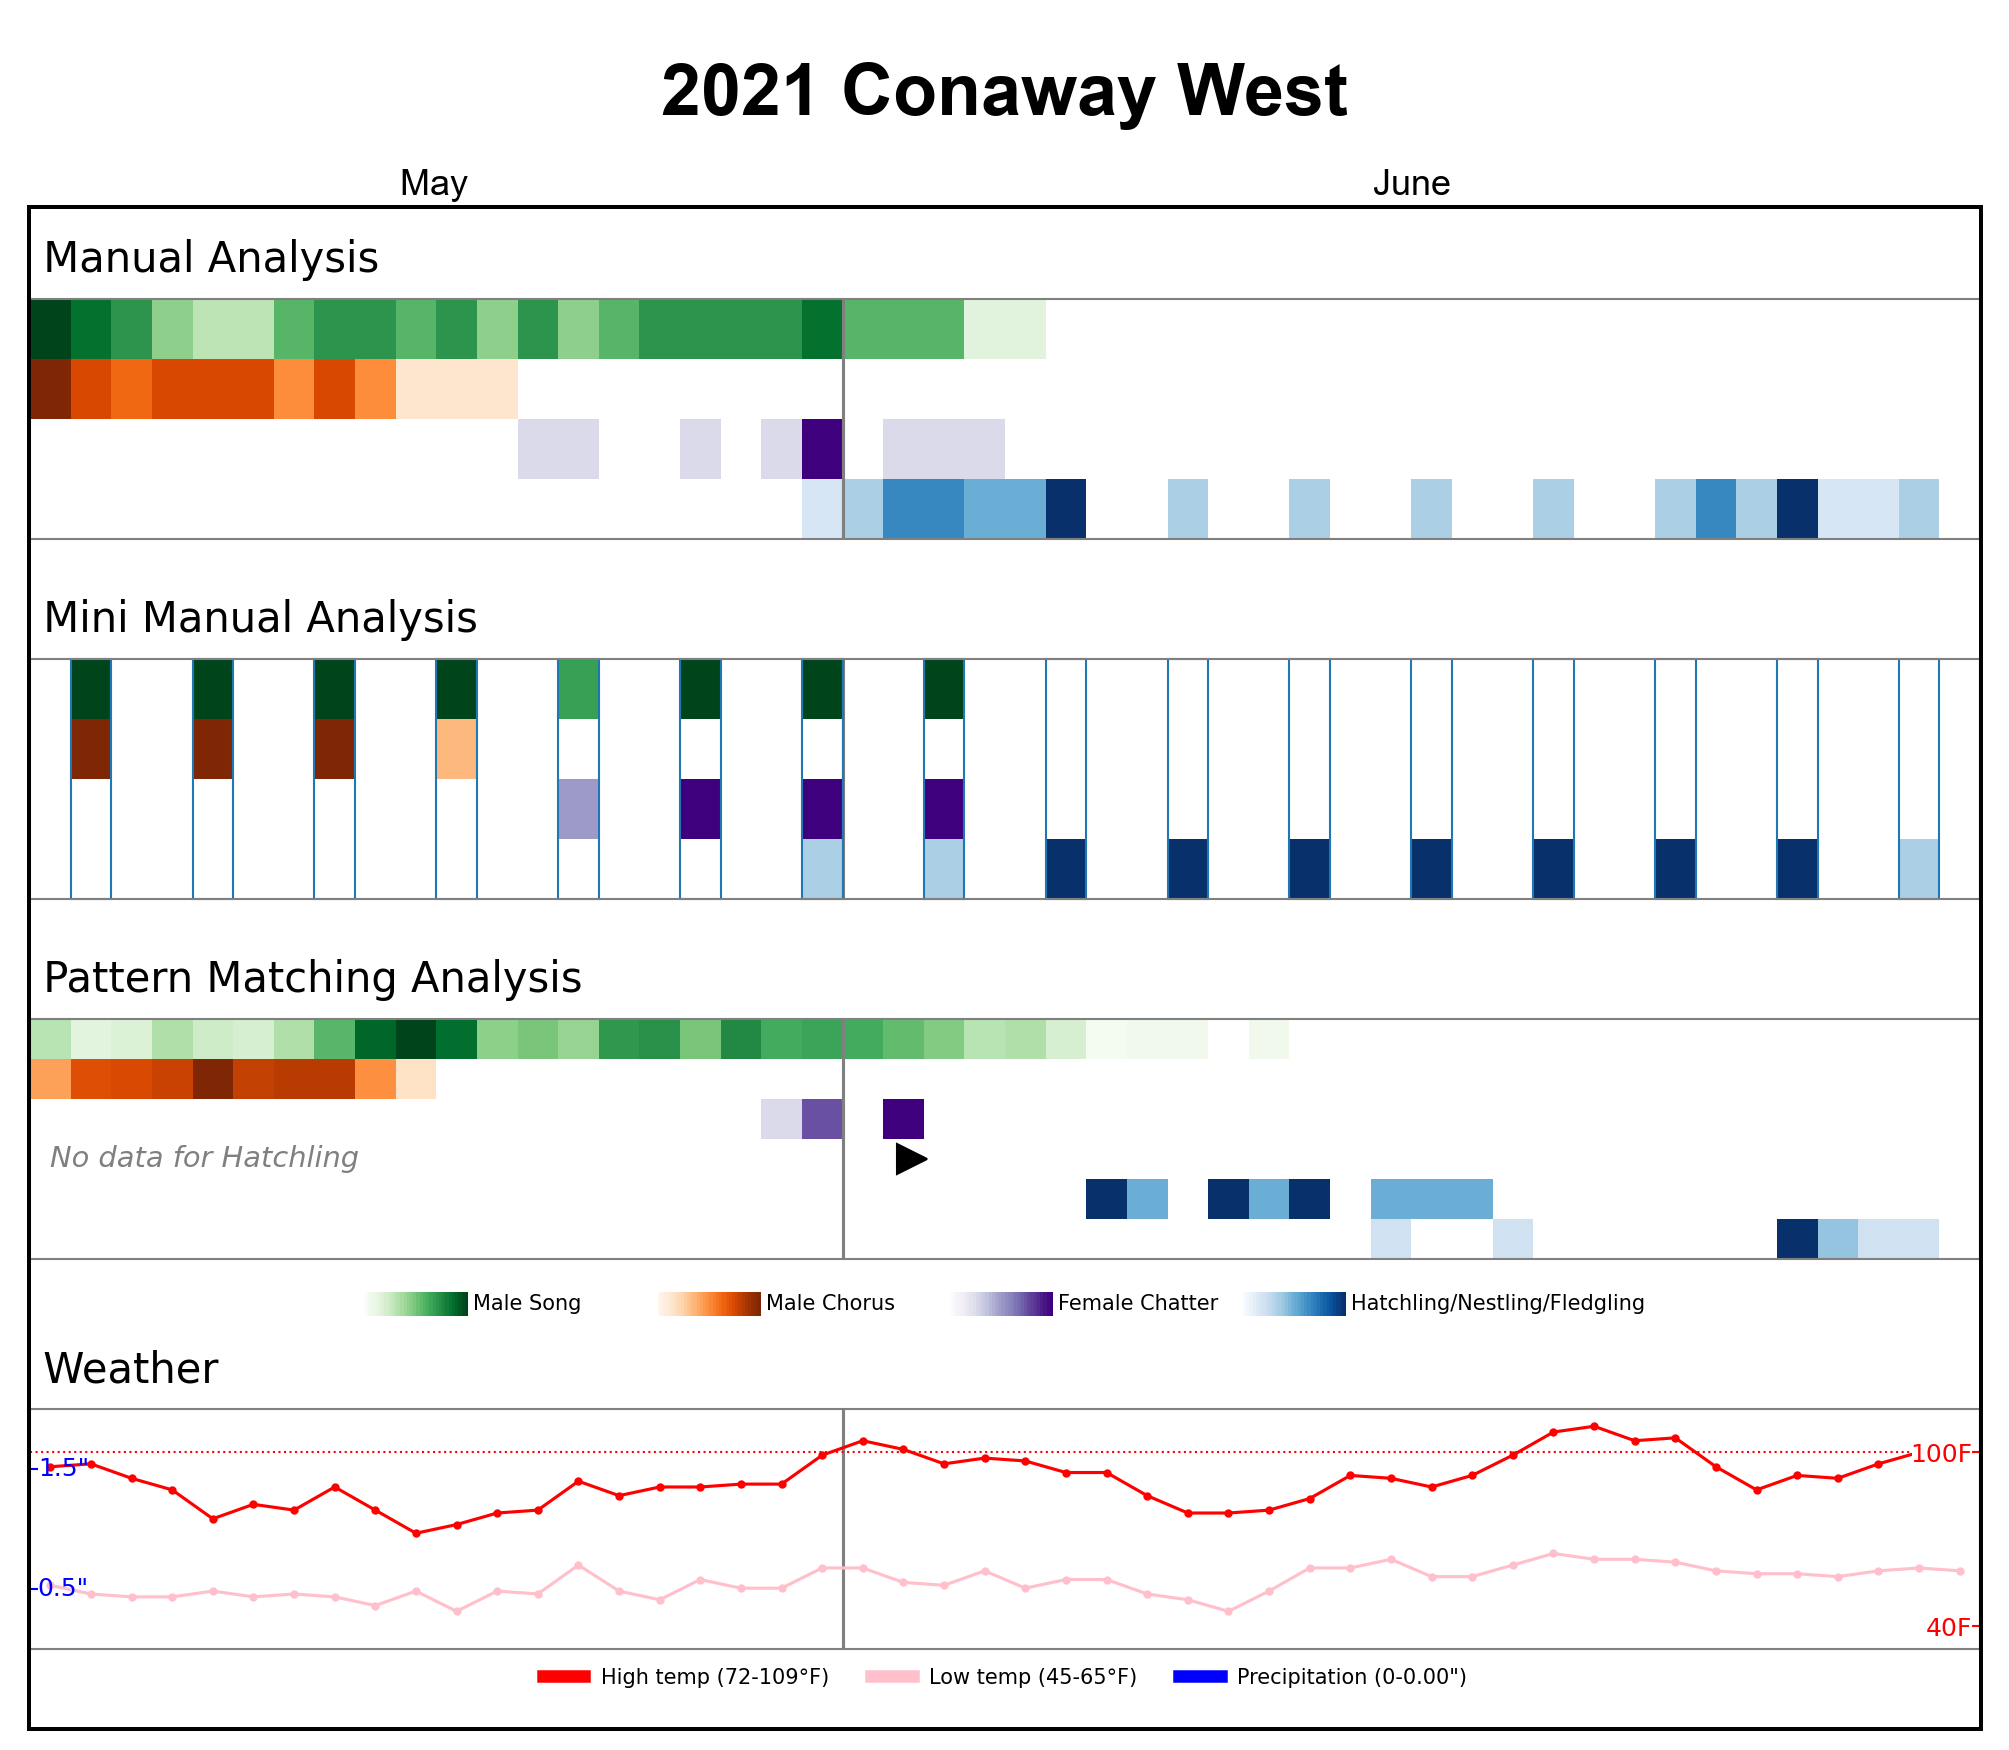 2021 Conaway West
May June
Manual Analysis
Mini Manual Analysis
Pattern Matching Analysis
No data for Hatchling
Male Song Male Chorus Female Chatter Hatchling/Nestling/Fledgling
Weather
1.5" 100F
0.5"
40F
High temp (72-109°F) Low temp (45-65°F) Precipitation (0-0.00")